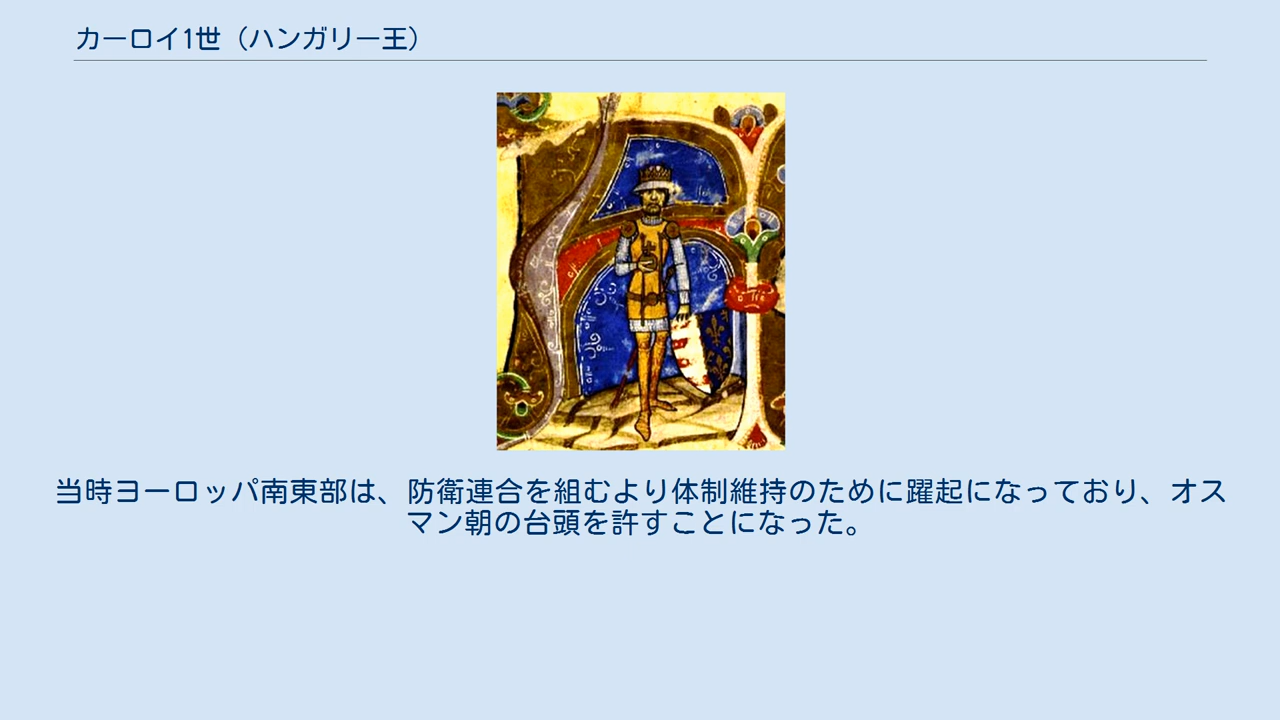 カーロイ1世（ハンガリー王）
当時ヨーロッパ南東部は、防衛連合を組むより体制維持のために躍起になっており、オス
マン朝の台頭を許すことになった。